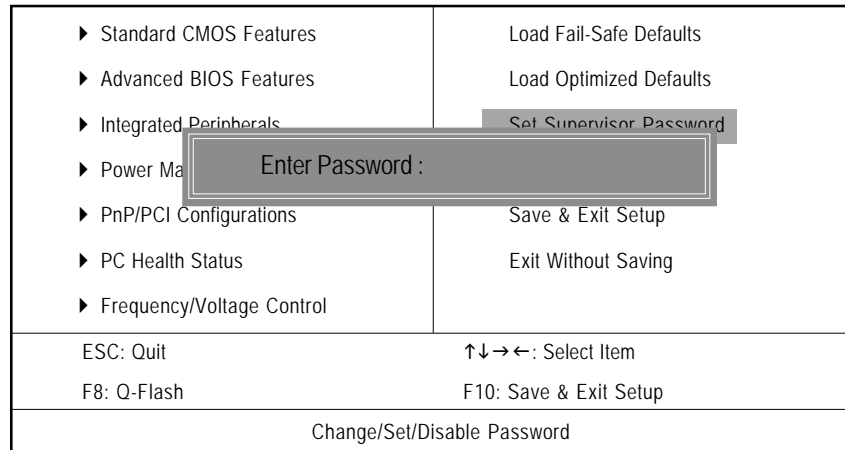 Standard CMOS Features
Advanced BIOS Features
Integrated Peripherals
Power Ma
PnP/PCI Configurations
PC Health Status
Frequency/Voltage Control
Load Fail-Safe Defaults
Load Optimized Defaults
Set Supervisor Password
Save & Exit Setup
Exit Without Saving
Enter Password :
ESC: Quit
↑↓→←: Select Item
F8: Q-Flash
F10: Save & Exit Setup
Change/Set/Disable Password